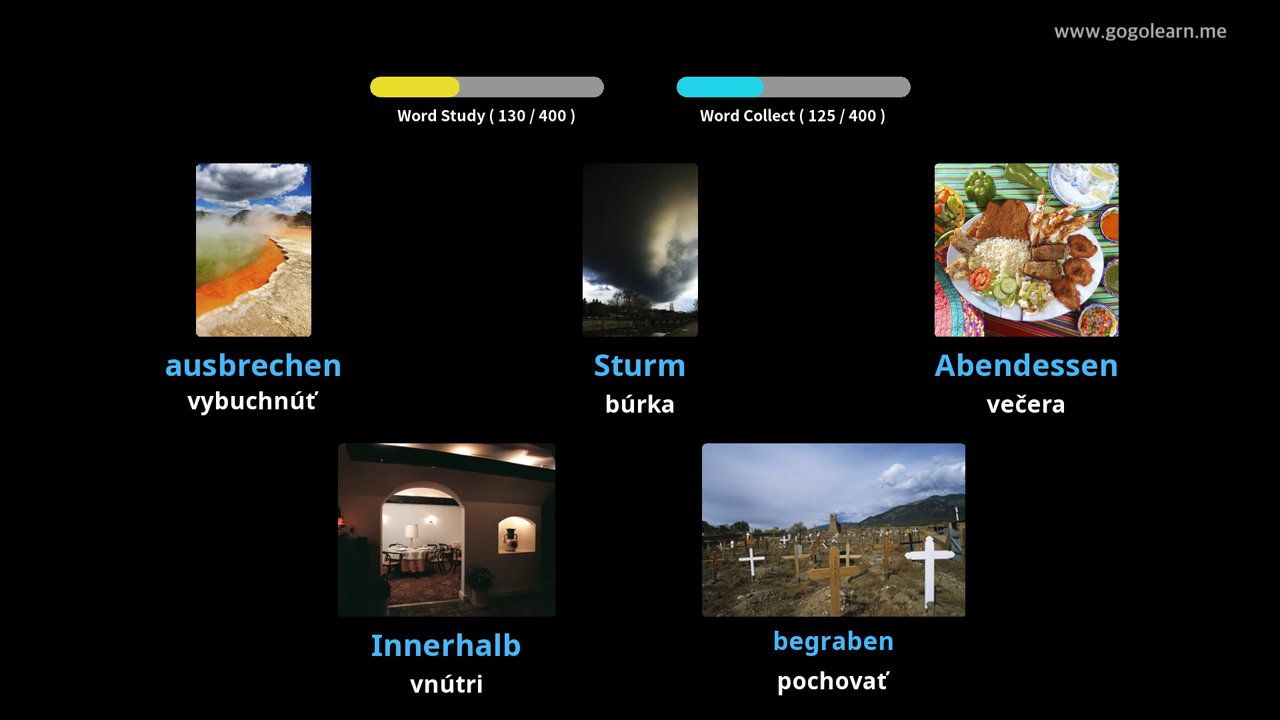 www.gogolearn.me
Word Study ( 130 / 400 )
Word Collect ( 125 / 400 )
ausbrechen
vybuchnúť
Sturm
búrka
Abendessen
večera
Innerhalb
vnútri
begraben
pochovať